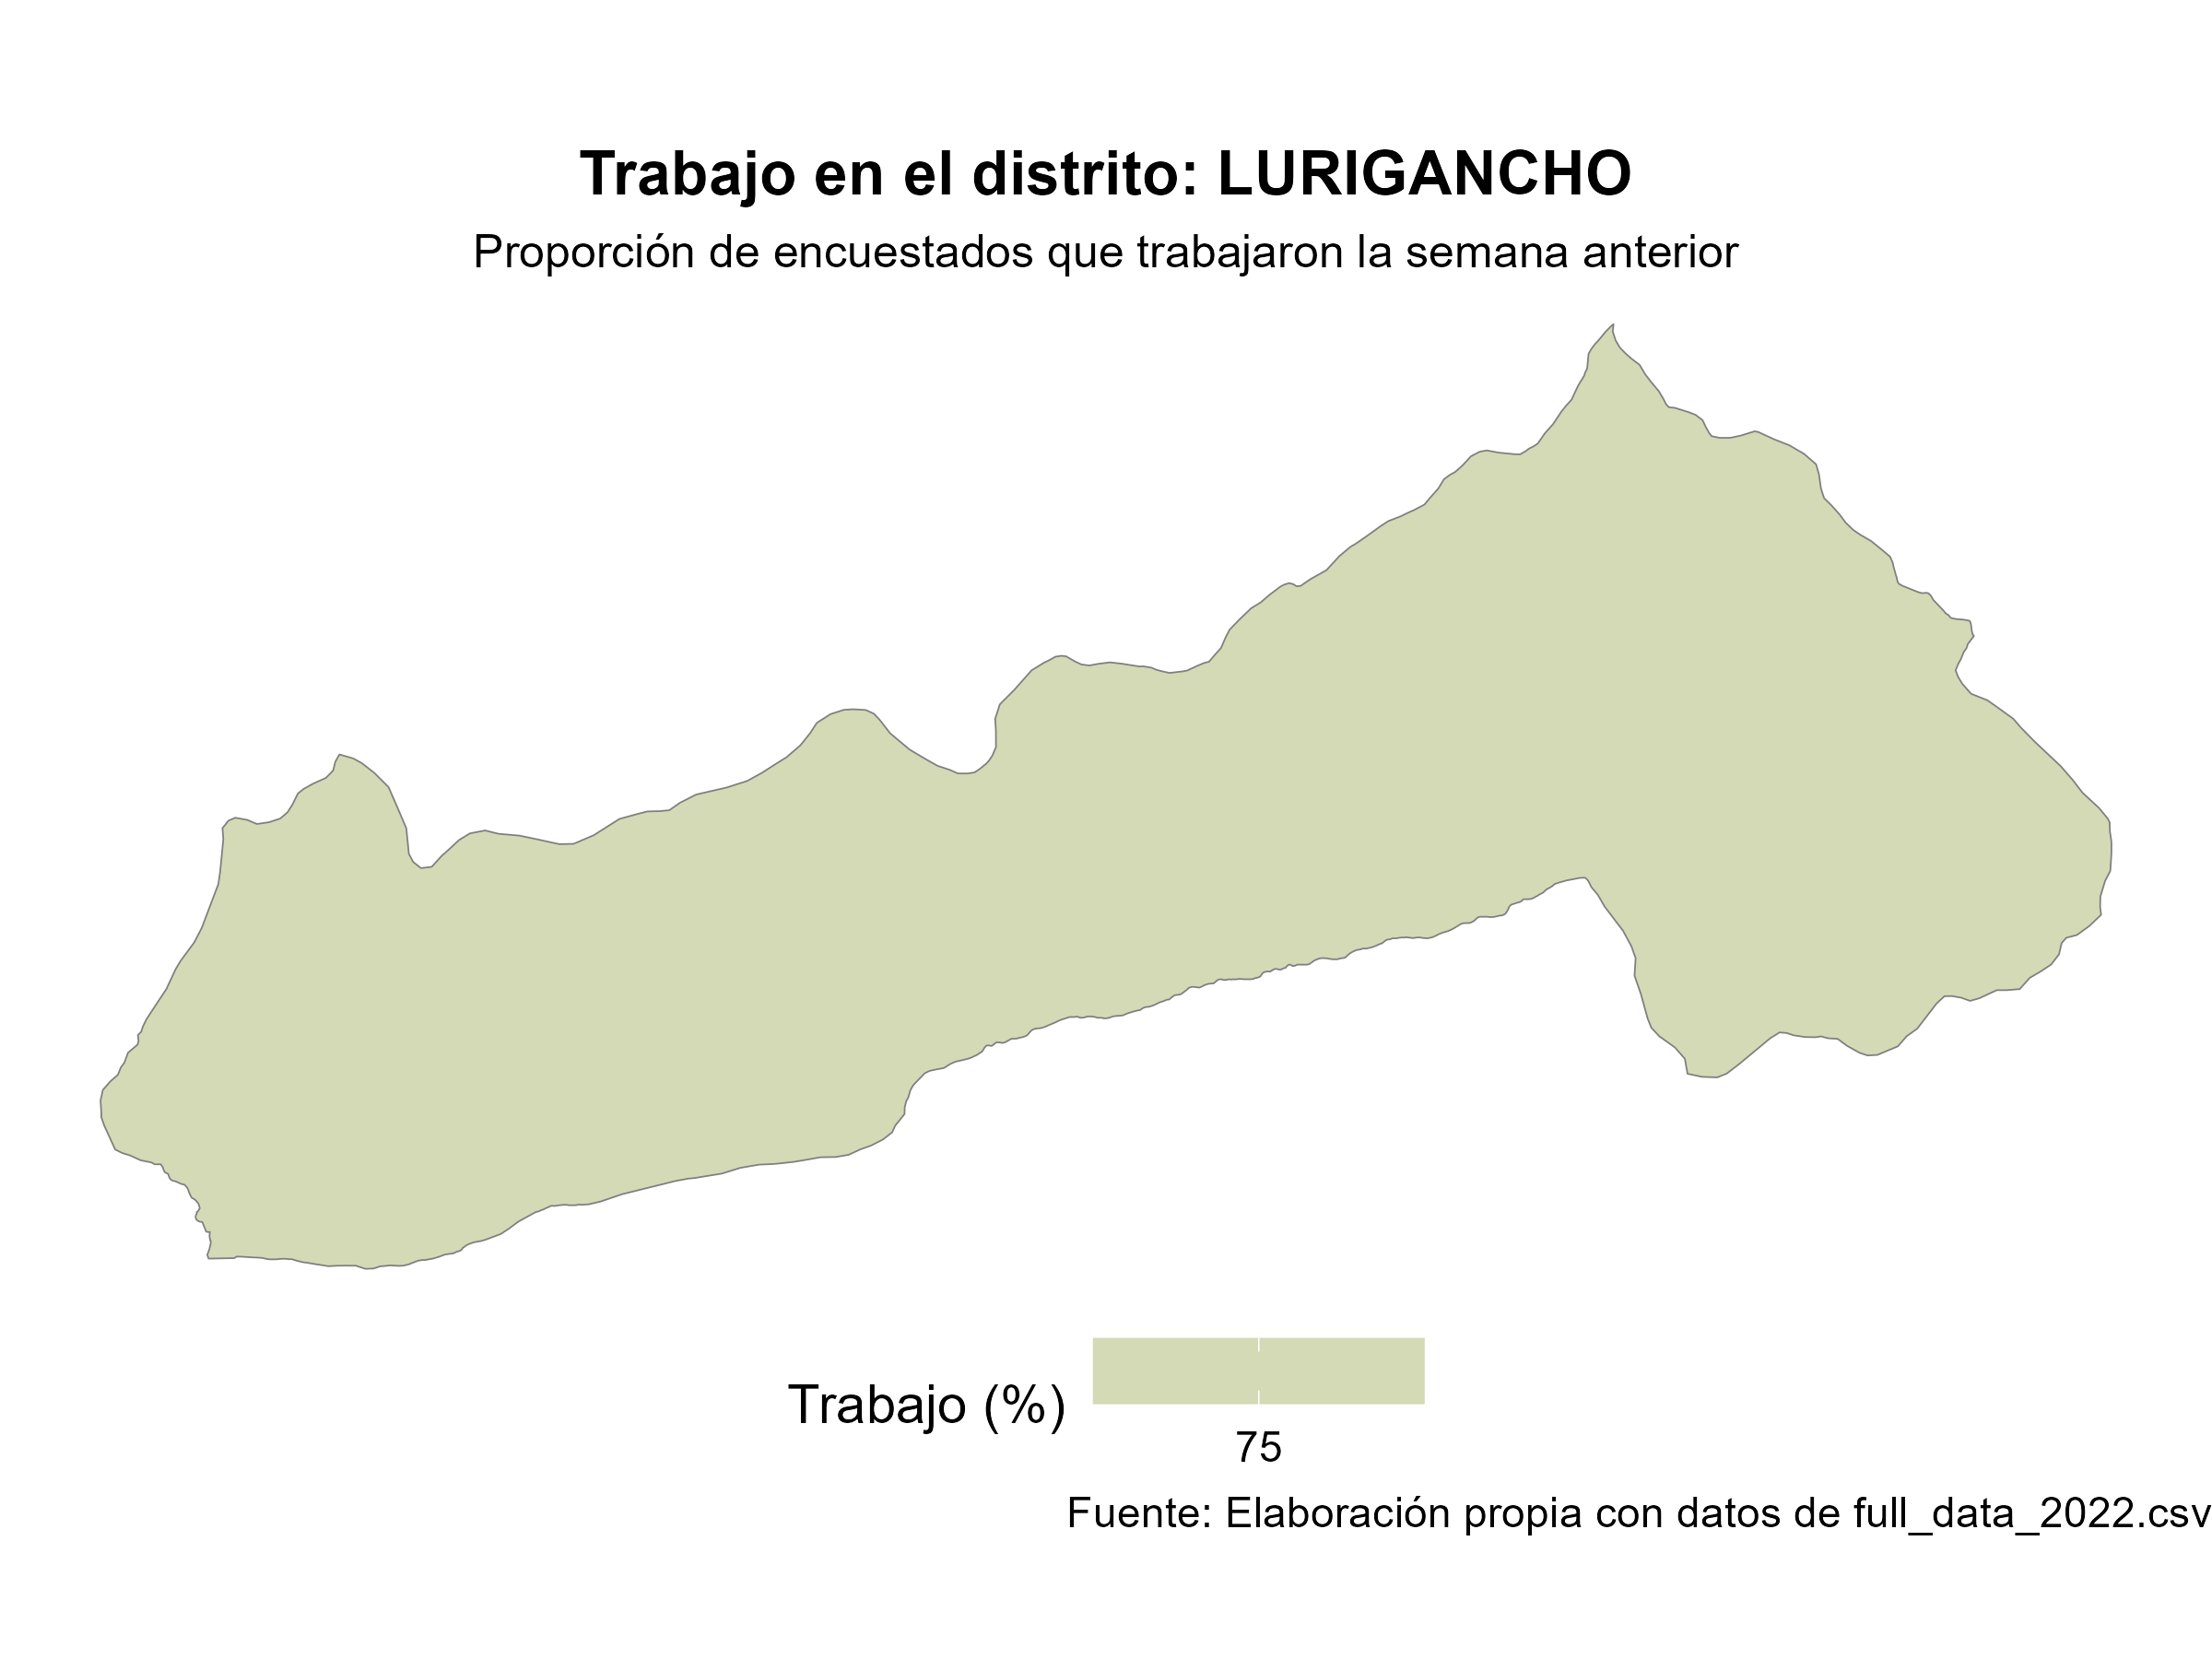 Trabajo en el distrito: LURIGANCHO
Proporción de encuestados que trabajaron la semana anterior
Trabajo (%)
75
Fuente: Elaboración propia con datos de full_data_2022.csv